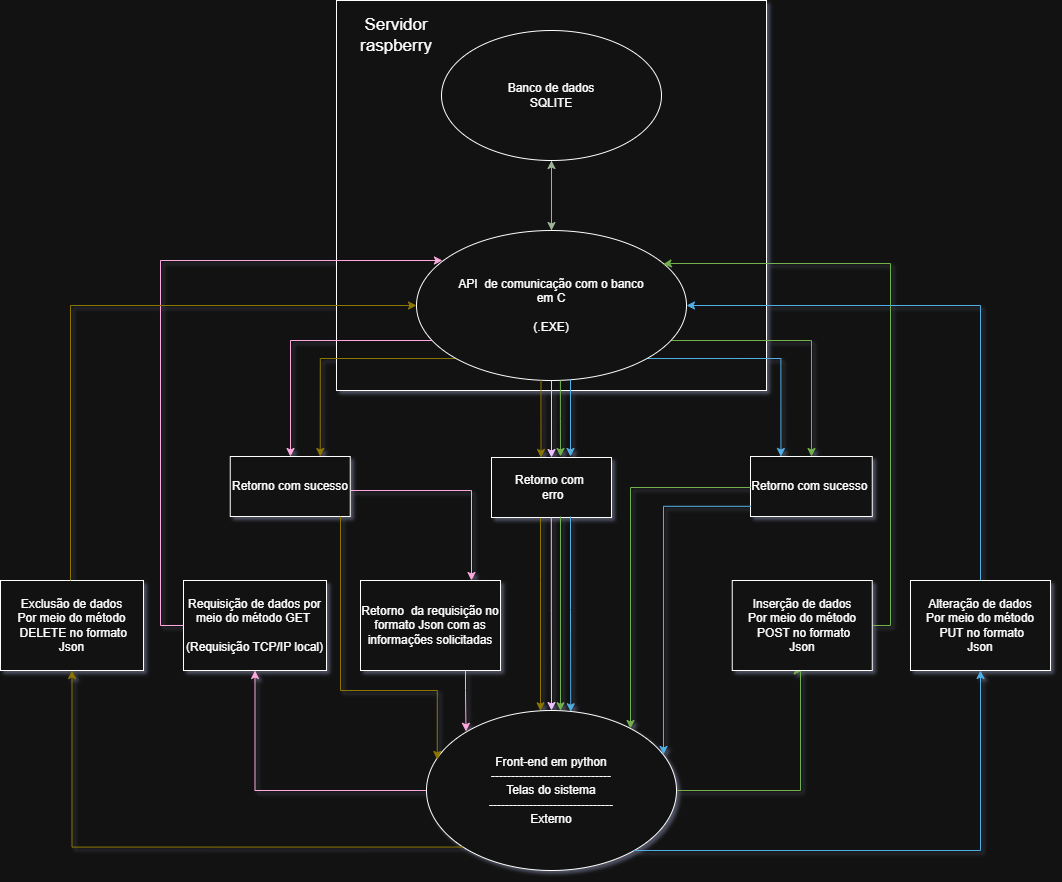 Servidor
raspberry
Banco de dados
SQLITE
API de comunicação com o banco
em C
(.EXE)
Retorno com sucesso
Retorno com
erro
Retorno com sucesso
Exclusão de dados
Por meio do método
DELETE no formato
Json
Requisição de dados por
meio do método GET
(Requisição TCP/IP local)
Retorno da requisição no
formato Json com as
informações solicitadas
Inserção de dados
Por meio do método
POST no formato
Json
Alteração de dados
Por meio do método
PUT no formato
Json
Front-end em python
------------------------------
Telas do sistema
-------------------------------
Externo